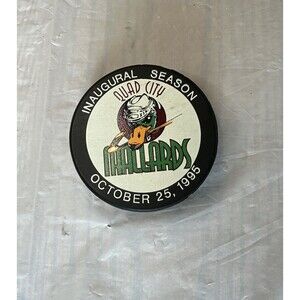 INAUGURAL SEASON
QUAD CITY
MALLARDS
OCTOBER 25, 1995